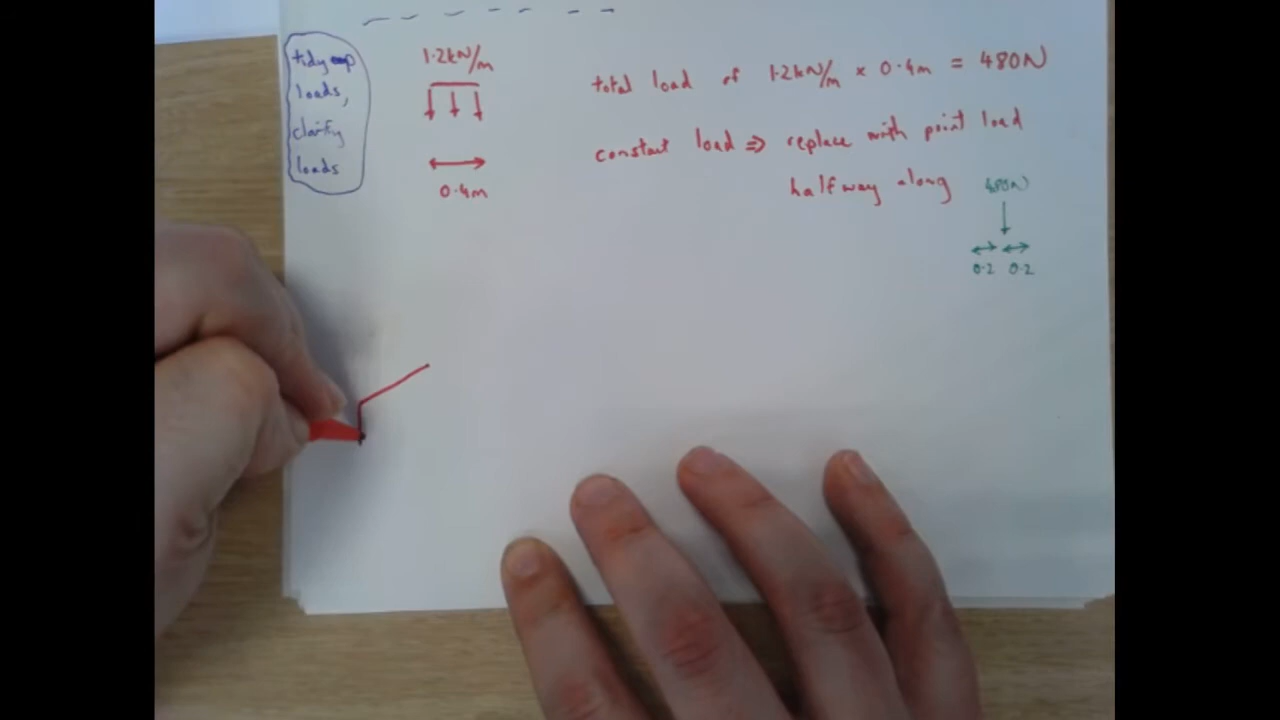 tidy up
loads,
clarify
loads
1.2kN/m
0.4m
total load of 1.2kN/m × 0.4m = 480N
constant load ⇒ replace with point load
halfway along
480N
0.2 0.2